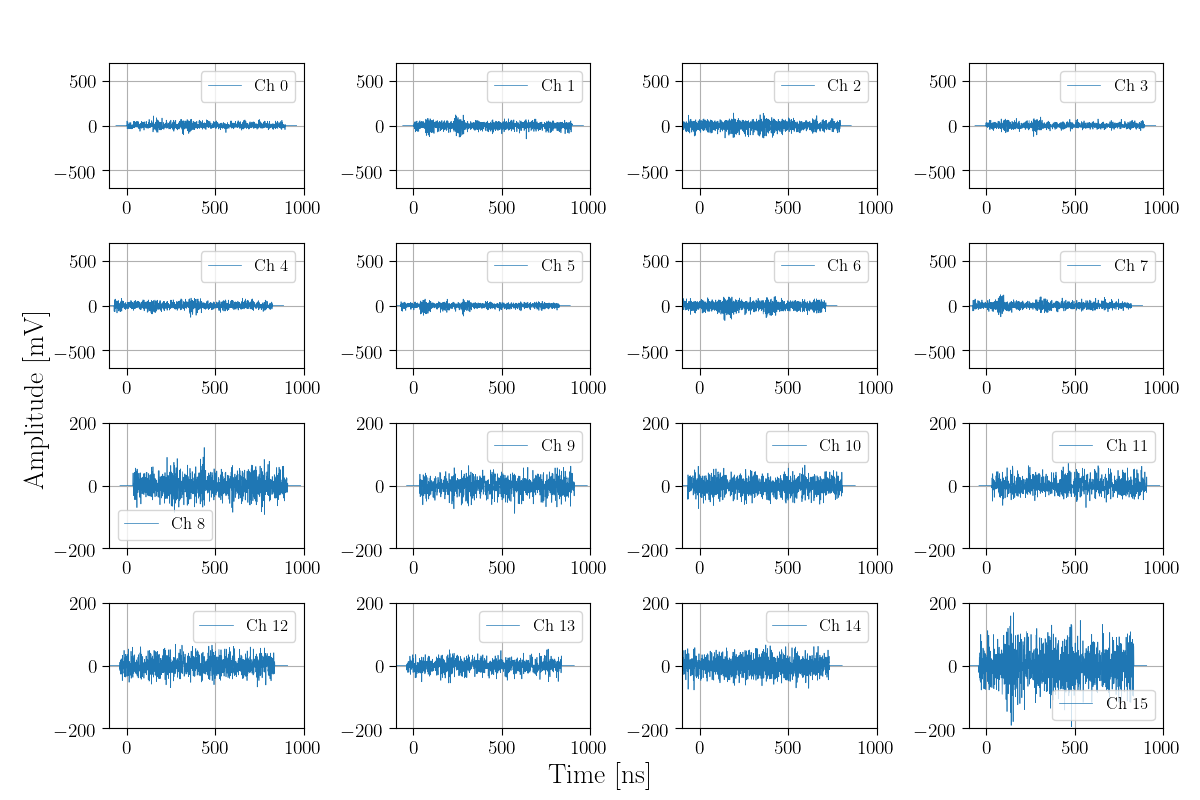 500 0 −500 Ch 0 0 500 1000
500 0 −500 Ch 1 0 500 1000
500 0 −500 Ch 2 0 500 1000
500 0 −500 Ch 3 0 500 1000
500 0 −500 Ch 4 0 500 1000
500 0 −500 Ch 5 0 500 1000
500 0 −500 Ch 6 0 500 1000
500 0 −500 Ch 7 0 500 1000
Amplitude [mV]
200 0 −200 Ch 8 0 500 1000
200 0 −200 Ch 9 0 500 1000
200 0 −200 Ch 10 0 500 1000
200 0 −200 Ch 11 0 500 1000
200 0 −200 Ch 12 0 500 1000
200 0 −200 Ch 13 0 500 1000
200 0 −200 Ch 14 0 500 1000
200 0 −200 Ch 15 0 500 1000
Time [ns]